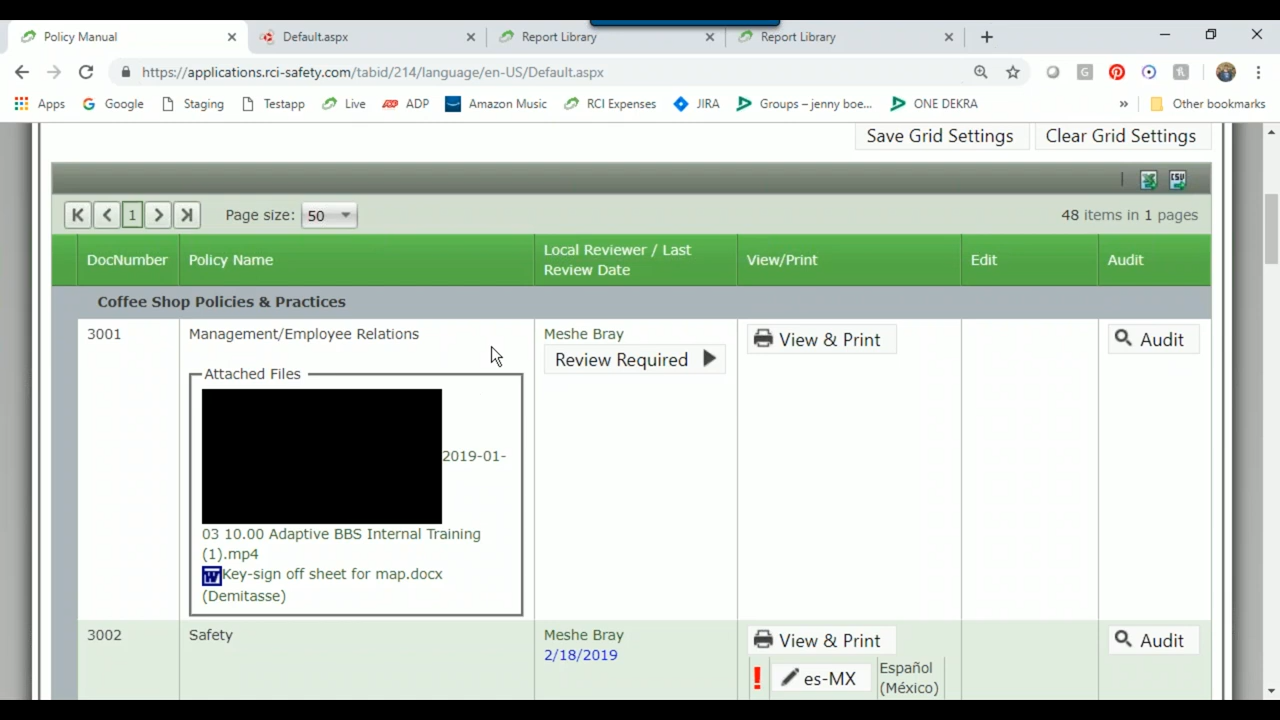 Policy Manual
Default.aspx
Report Library
Report Library
https://applications.rci-safety.com/tabid/214/language/en-US/Default.aspx
Apps Google Staging Testapp Live ADP Amazon Music RCI Expenses JIRA Groups – jenny boe... ONE DEKRA » Other bookmarks
Save Grid Settings Clear Grid Settings
CSV
1 Page size: 50 48 items in 1 pages
DocNumber Policy Name Local Reviewer / Last Review Date View/Print Edit Audit
Coffee Shop Policies & Practices
3001 Management/Employee Relations Meshe Bray View & Print Audit
Review Required
Attached Files
2019-01-
03 10.00 Adaptive BBS Internal Training
(1).mp4
Key-sign off sheet for map.docx
(Demitasse)
3002 Safety Meshe Bray View & Print Audit
2/18/2019
! es-MX Español
(México)